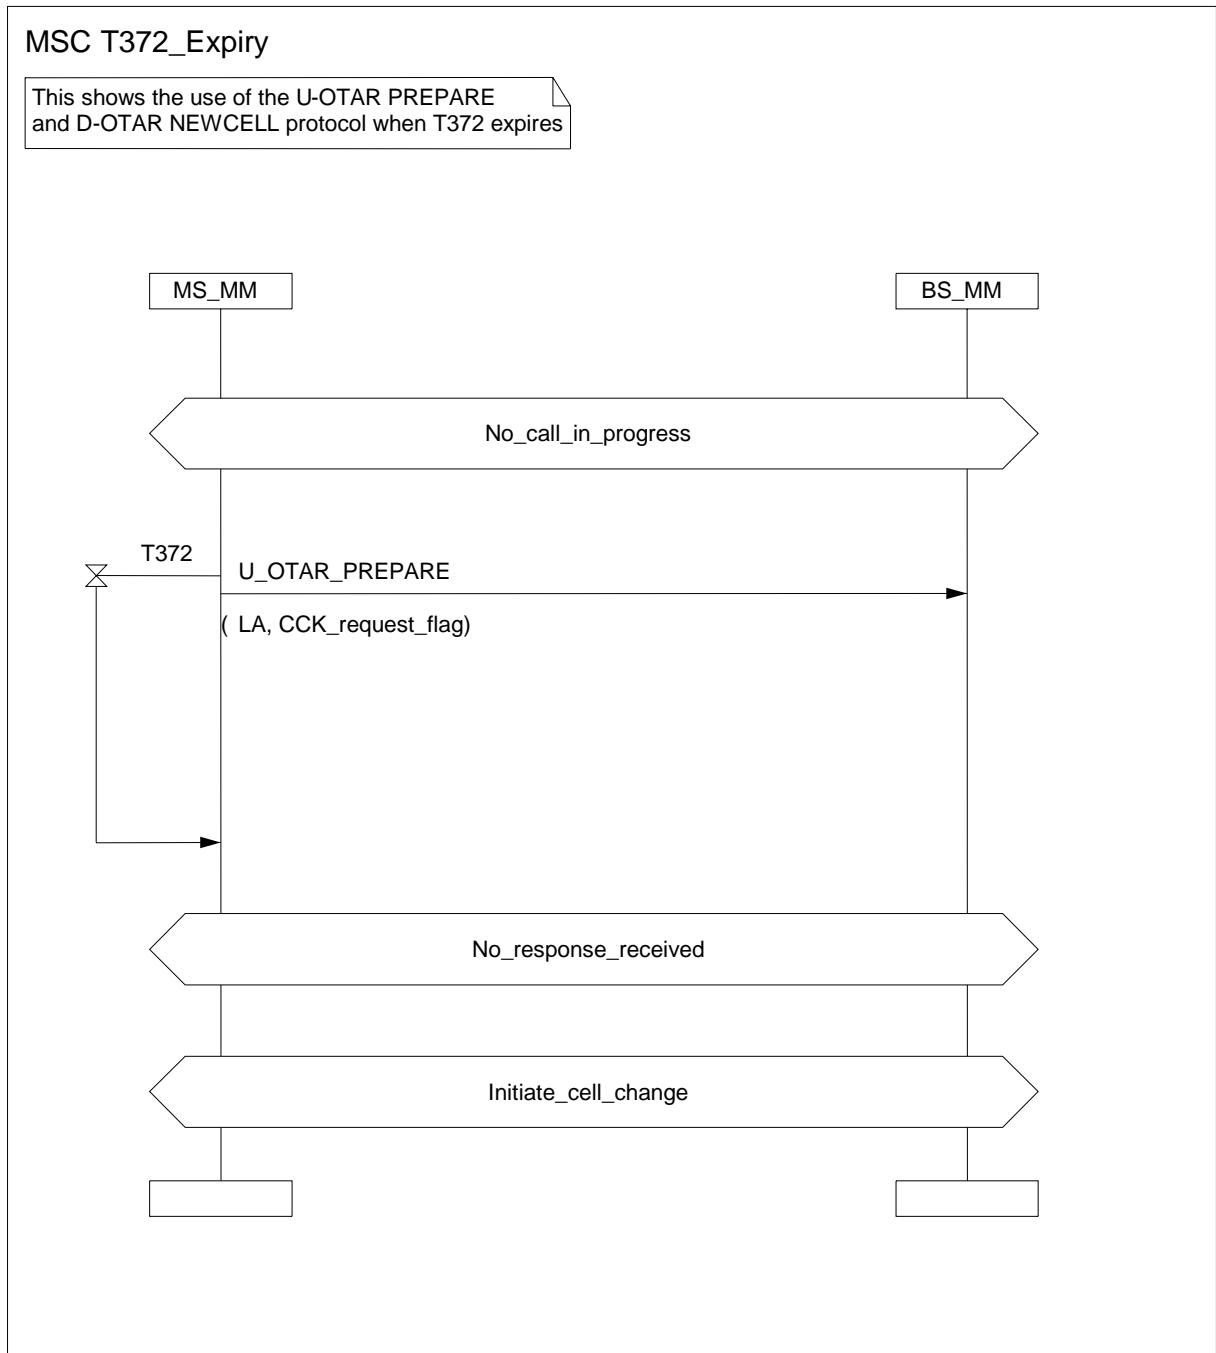 MSC T372_Expiry
This shows the use of the U-OTAR PREPARE
and D-OTAR NEWCELL protocol when T372 expires
MS_MM
BS_MM
No_call_in_progress
T372
U_OTAR_PREPARE
( LA, CCK_request_flag)
No_response_received
Initiate_cell_change